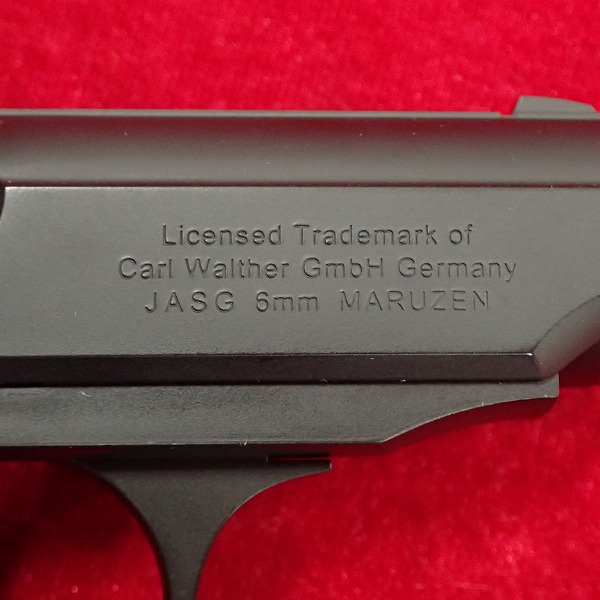 Licensed Trademark of
Carl Walther GmbH Germany
JASG 6mm MARUZEN